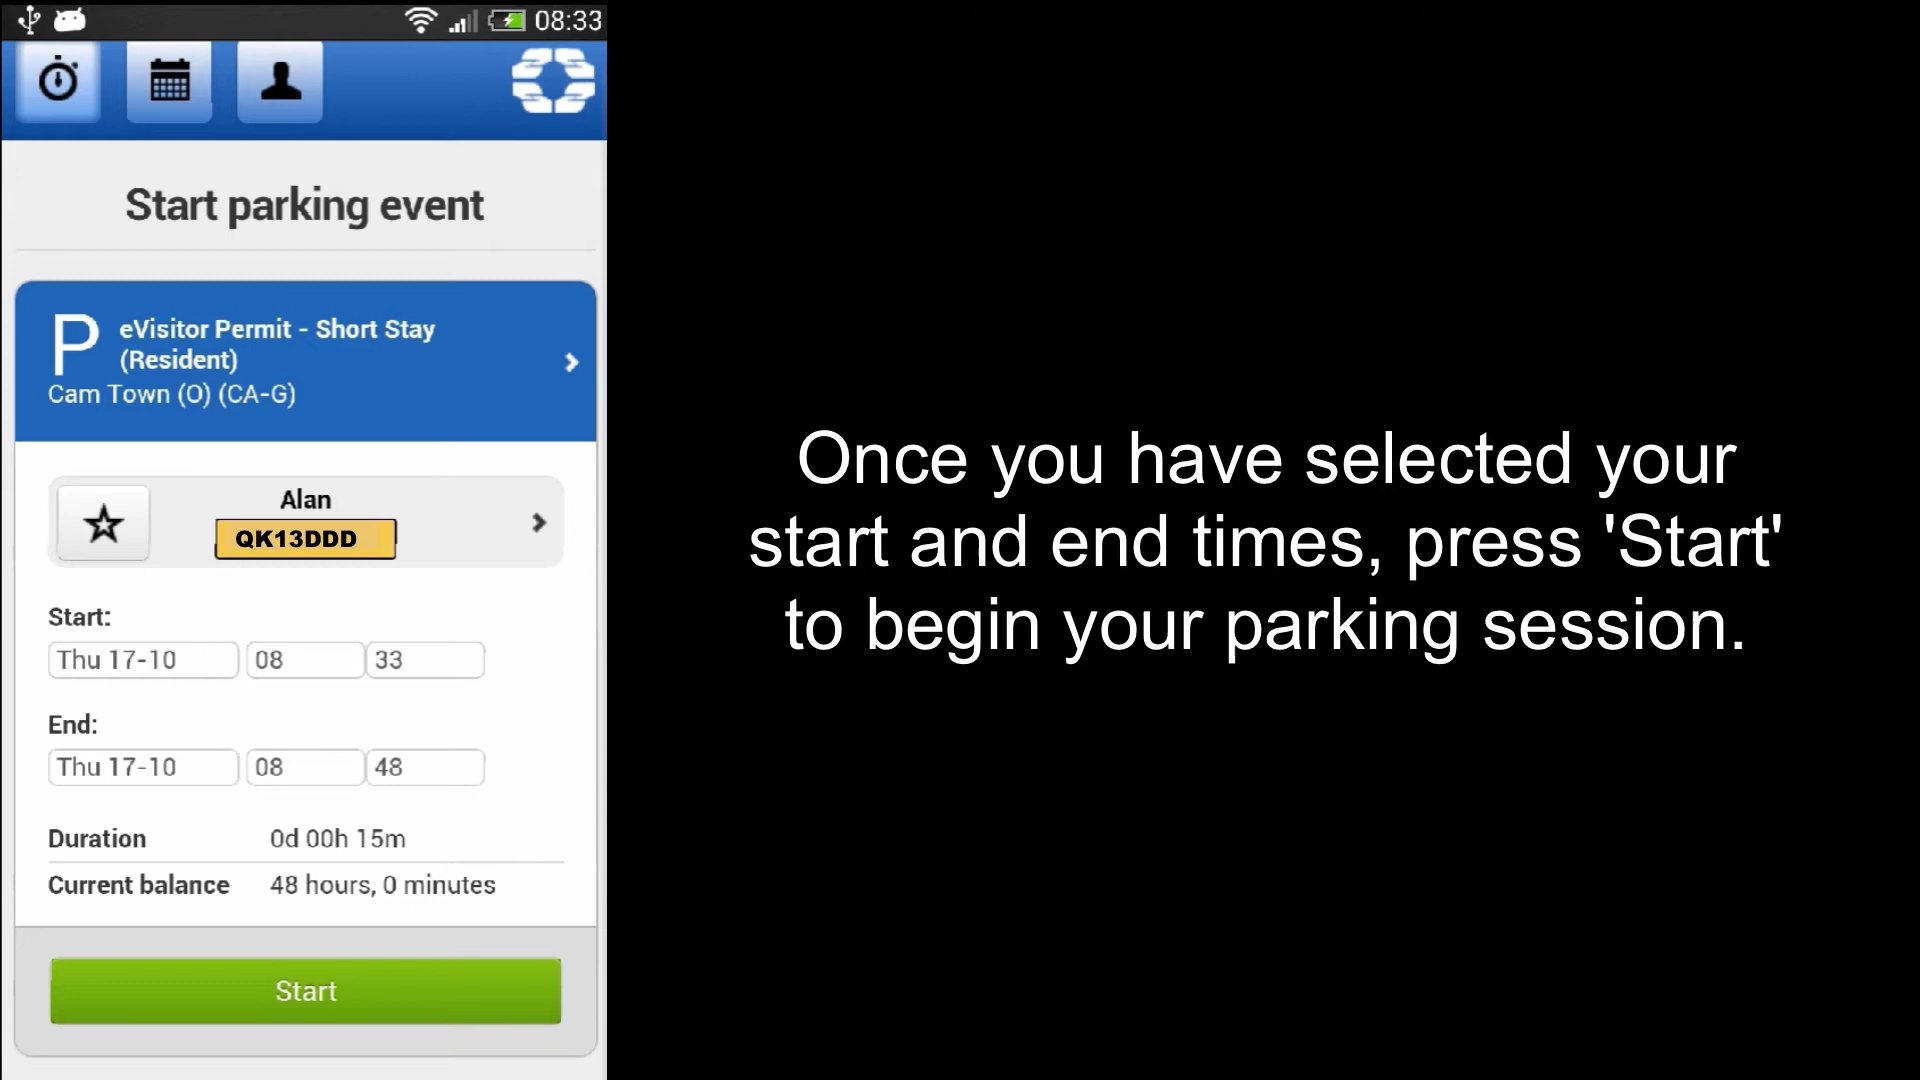 08:33
Start parking event
P
eVisitor Permit - Short Stay
(Resident)
Cam Town (O) (CA-G)
Alan
QK13DDD
Start:
Thu 17-10 08 33
End:
Thu 17-10 08 48
Duration 0d 00h 15m
Current balance 48 hours, 0 minutes
Start
Once you have selected your
start and end times, press 'Start'
to begin your parking session.